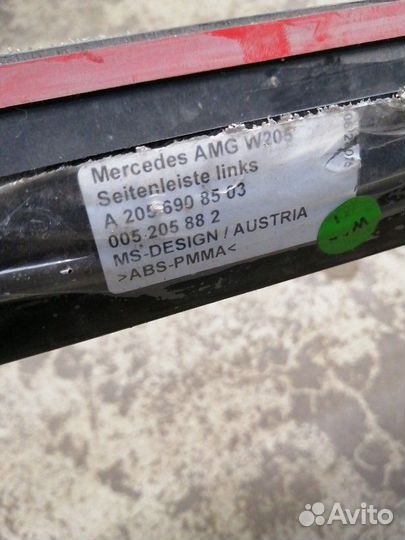 Mercedes AMG W205
Seitenleiste links
A 205 690 85 03
005 205 88 2
MS-DESIGN / AUSTRIA
>ABS-PMMA<
Avito